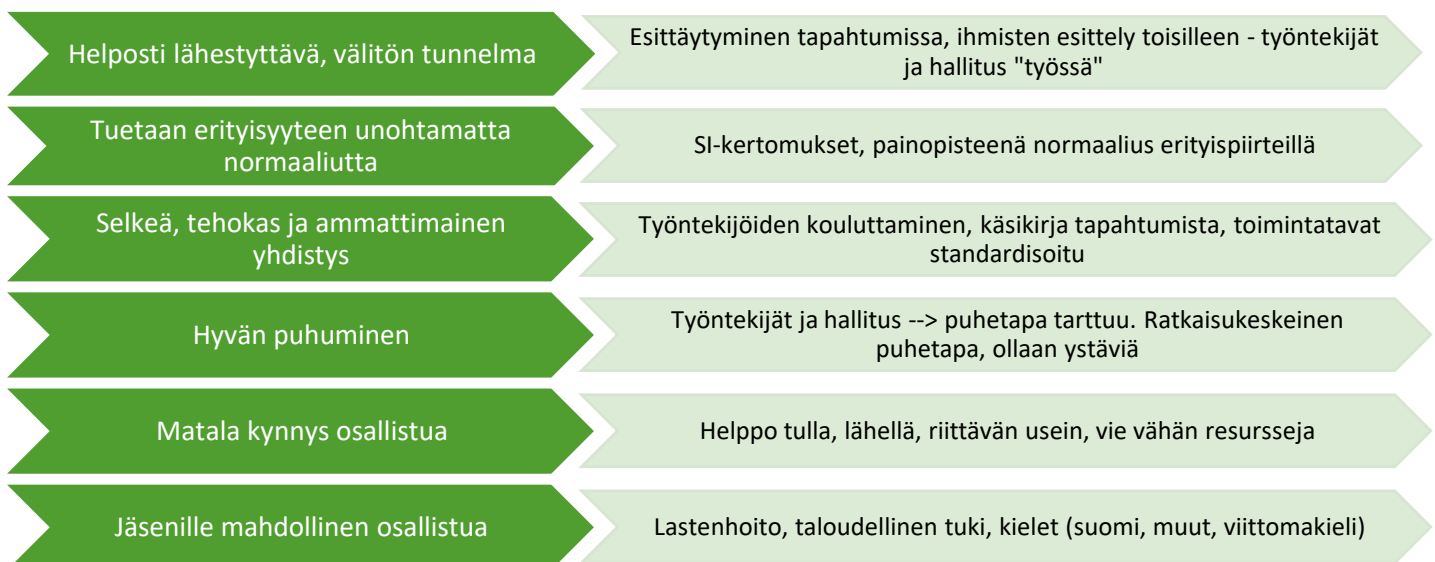 Helposti lähestyttävä, välitön tunnelma
Esittäytyminen tapahtumissa, ihmisten esittely toisilleen - työntekijät
ja hallitus "työssä"
Tuetaan erityisyyteen unohtamatta
normaaliutta
SI-kertomukset, painopisteenä normaalius erityispiirteillä
Selkeä, tehokas ja ammattimainen
yhdistys
Työntekijöiden kouluttaminen, käsikirja tapahtumista, toimintatavat
standardisoitu
Hyvän puhuminen
Työntekijät ja hallitus --> puhetapa tarttuu. Ratkaisukeskeinen
puhetapa, ollaan ystäviä
Matala kynnys osallistua
Helppo tulla, lähellä, riittävän usein, vie vähän resursseja
Jäsenille mahdollinen osallistua
Lastenhoito, taloudellinen tuki, kielet (suomi, muut, viittomakieli)